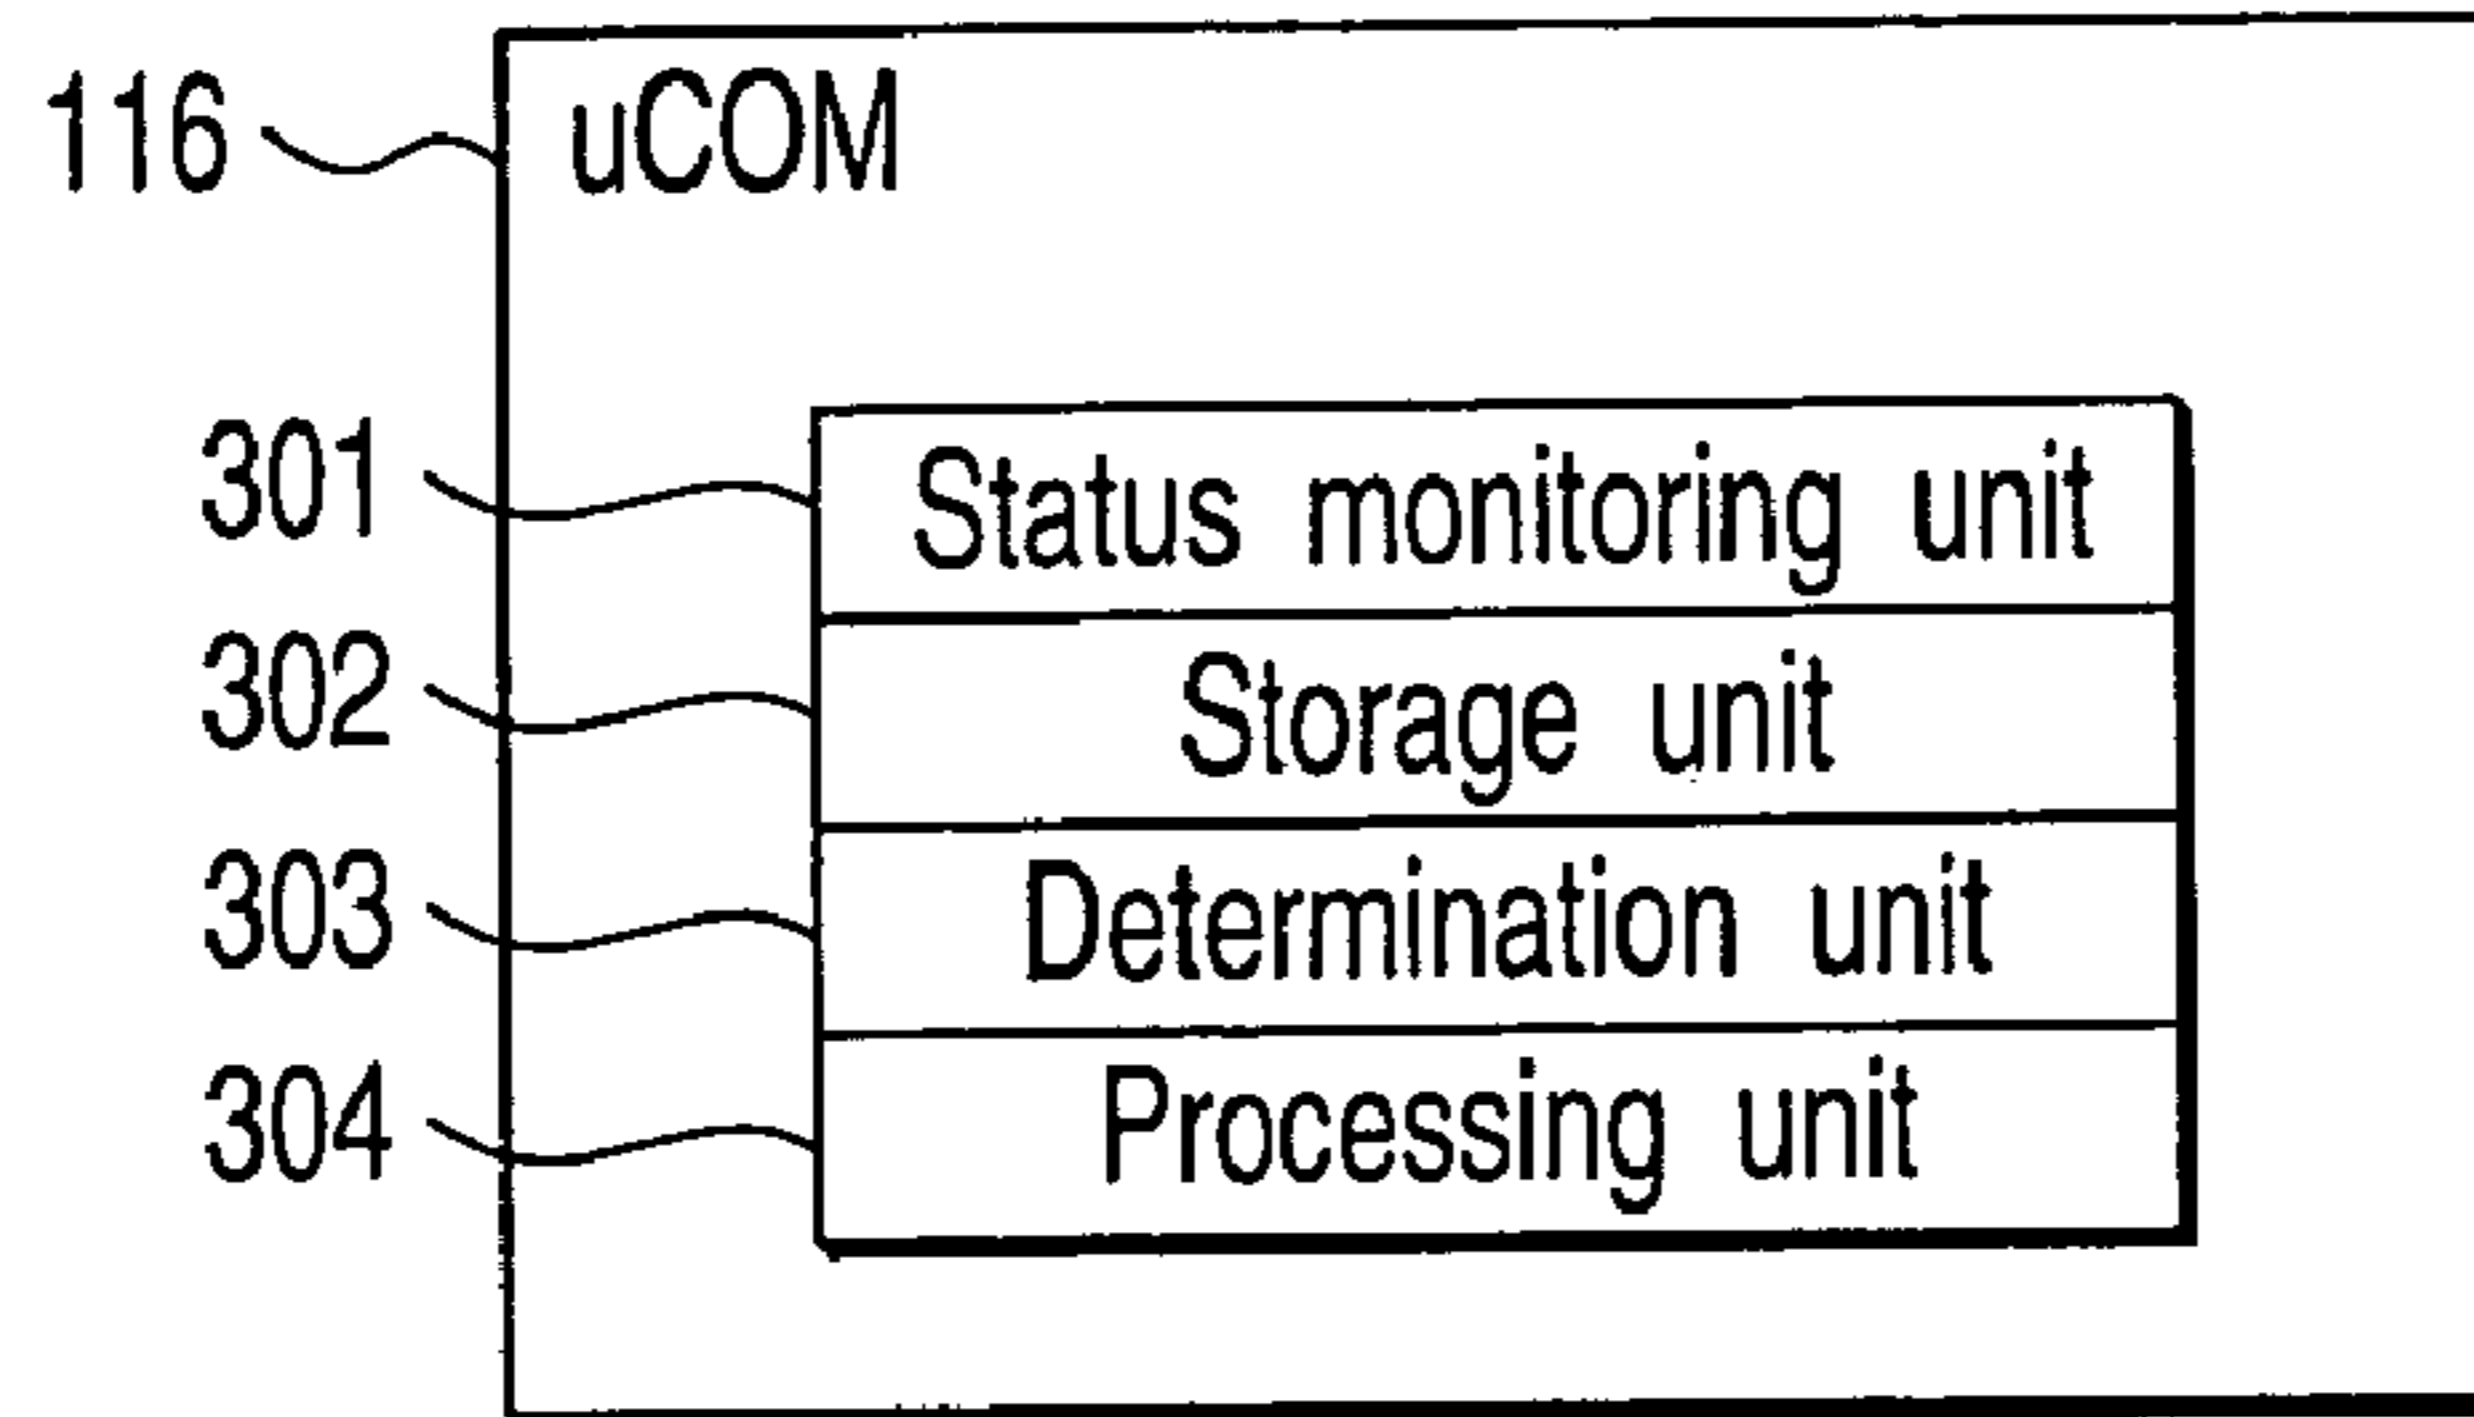 116 uCOM
301 Status monitoring unit
302 Storage unit
303 Determination unit
304 Processing unit